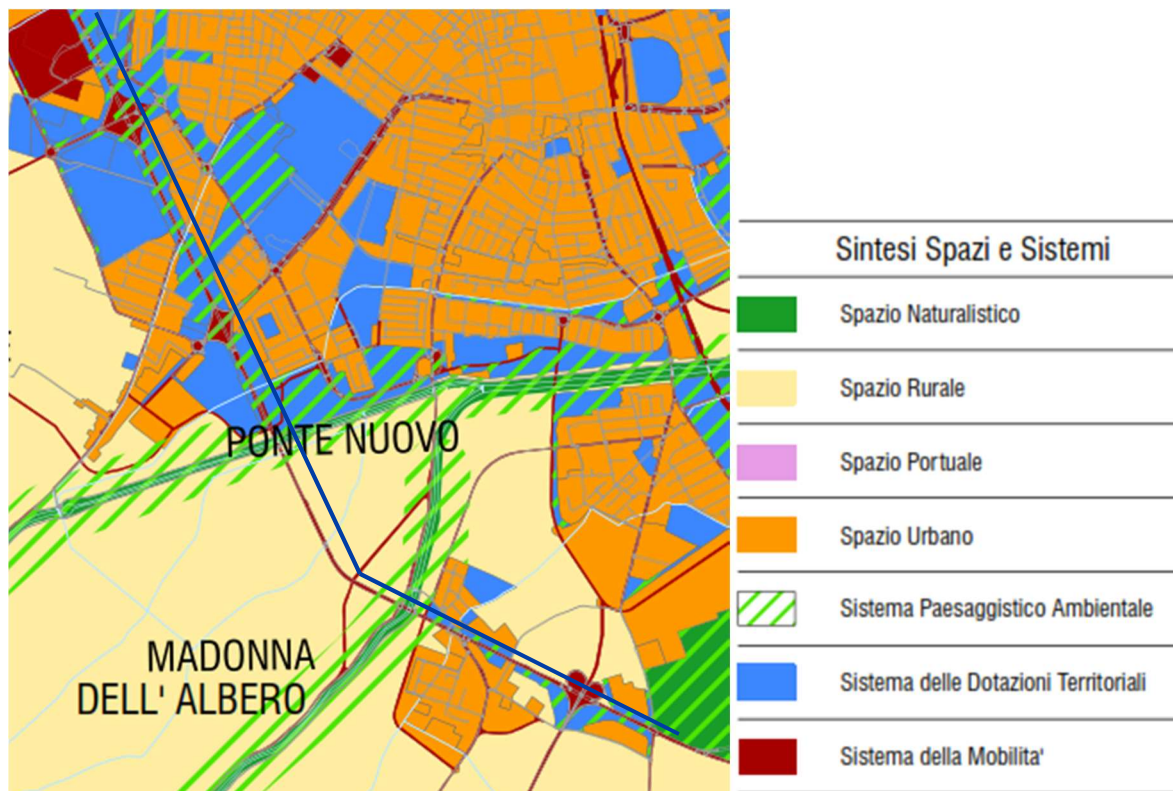 PONTE NUOVO
MADONNA
DELL' ALBERO
Sintesi Spazi e Sistemi
Spazio Naturalistico
Spazio Rurale
Spazio Portuale
Spazio Urbano
Sistema Paesaggistico Ambientale
Sistema delle Dotazioni Territoriali
Sistema della Mobilita'